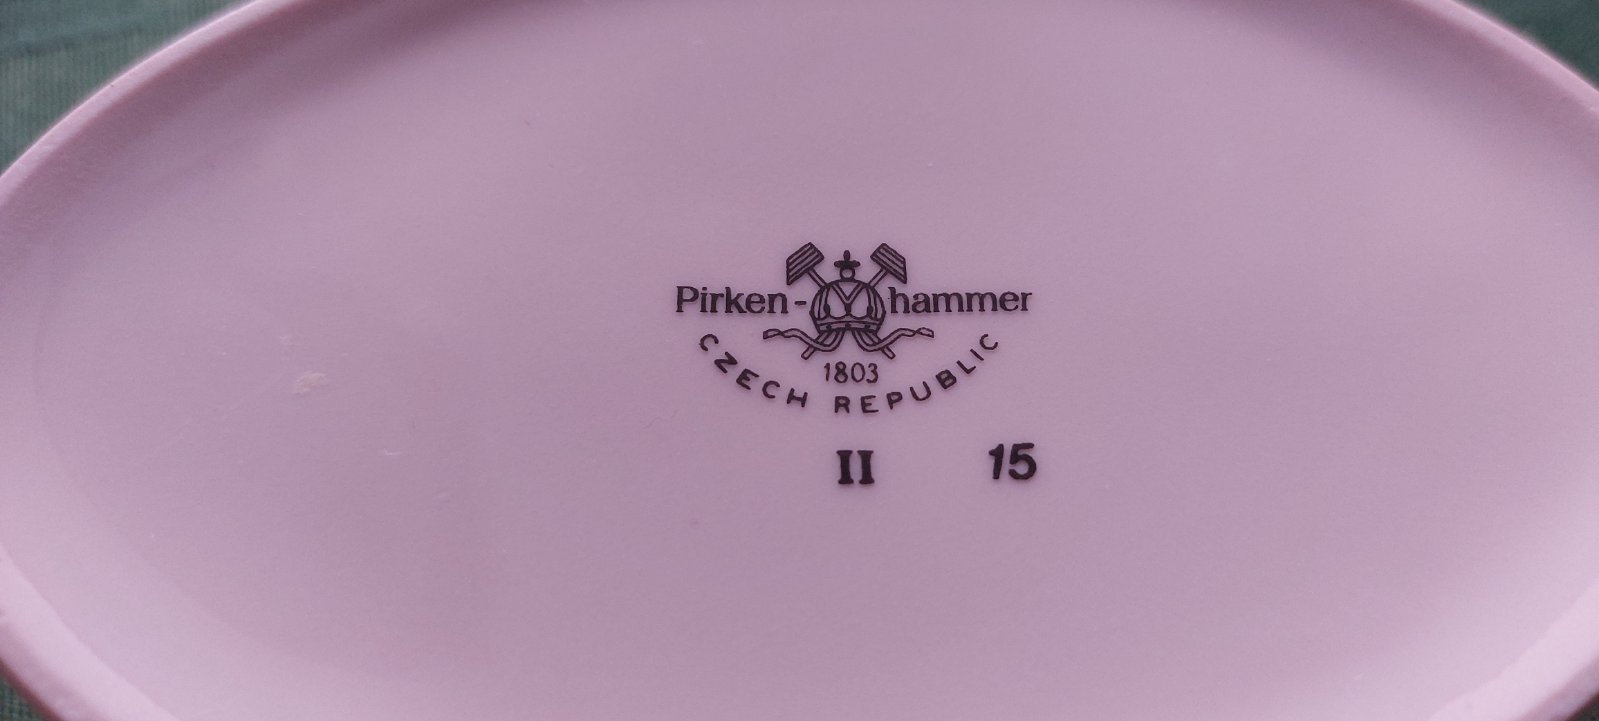 Pirken-hammer
1803
CZECH REPUBLIC
II 15